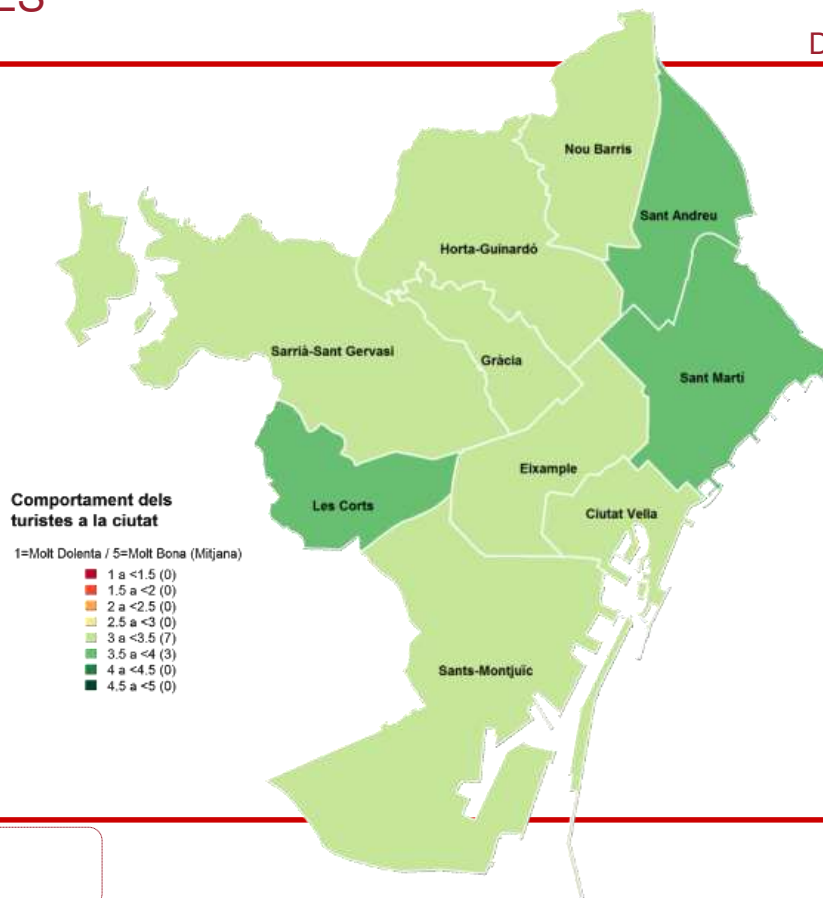 ES
D
Nou Barris
Sant Andreu
Horta-Guinardó
Sarrià-Sant Gervasi
Gràcia
Sant Martí
Eixample
Les Corts
Ciutat Vella
Sants-Montjuïc
Comportament dels
turistes a la ciutat
1=Molt Dolenta / 5=Molt Bona (Mitjana)
1 a <1.5 (0)
1.5 a <2 (0)
2 a <2.5 (0)
2.5 a <3 (0)
3 a <3.5 (7)
3.5 a <4 (3)
4 a <4.5 (0)
4.5 a <5 (0)